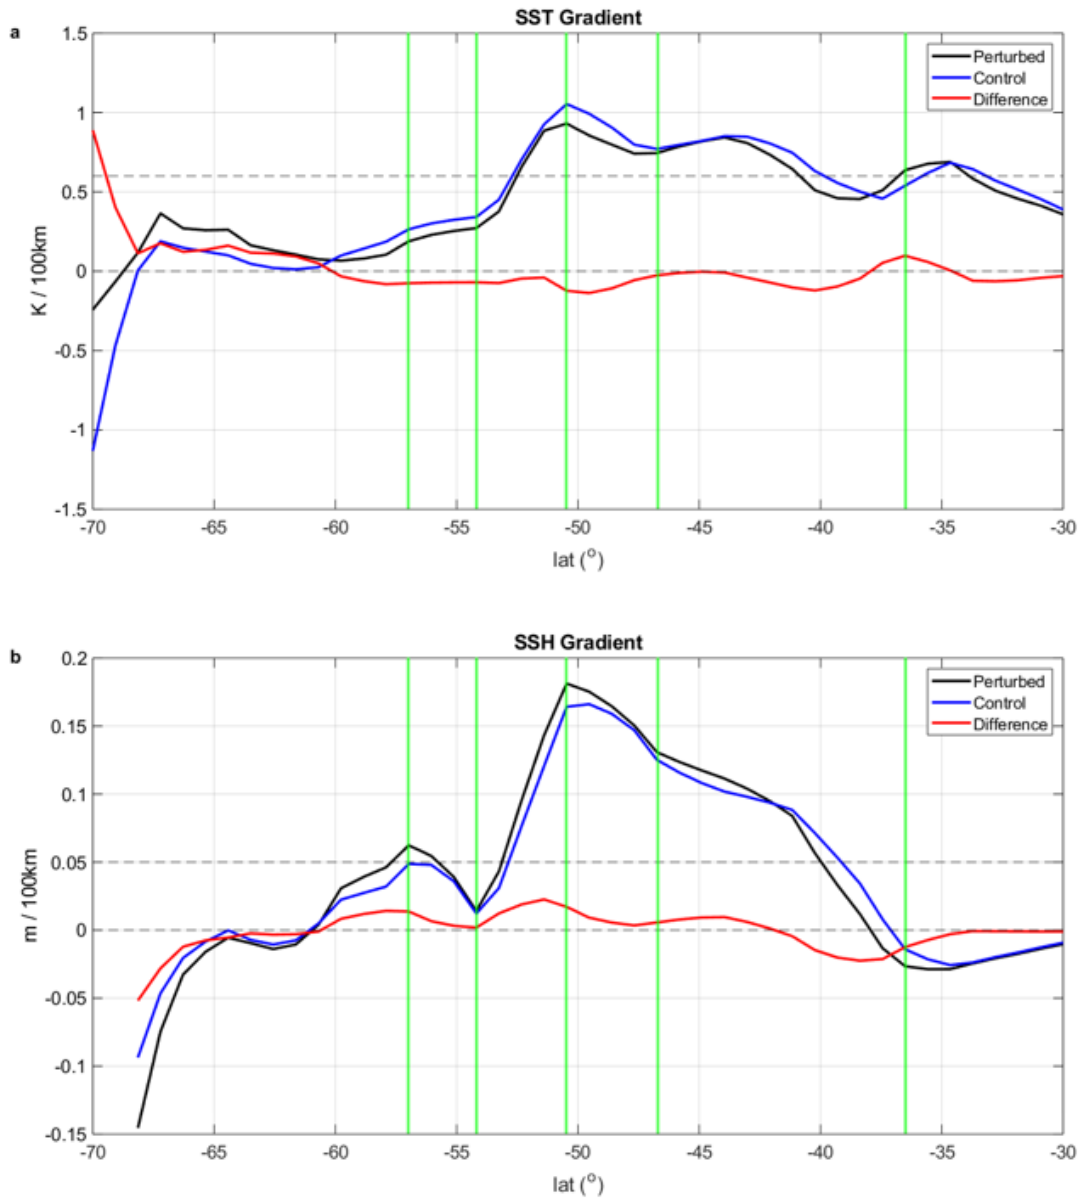 SST Gradient
a
1.5
1
0.5
0
-0.5
-1
-1.5
K / 100km
Perturbed
Control
Difference
-70 -65 -60 -55 -50 -45 -40 -35 -30
lat (o)
SSH Gradient
b
0.2
0.15
0.1
0.05
0
-0.05
-0.1
-0.15
m / 100km
Perturbed
Control
Difference
-70 -65 -60 -55 -50 -45 -40 -35 -30
lat (o)